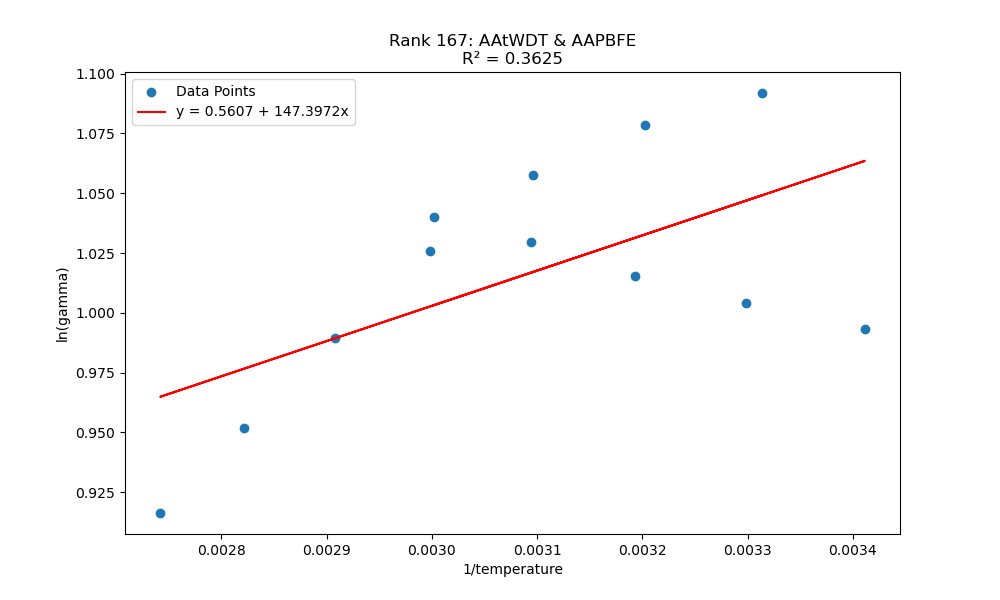 Rank 167: AAtWDT & AAPBFE
R² = 0.3625
Data Points
y = 0.5607 + 147.3972x
1.100
1.075
1.050
1.025
1.000
0.975
0.950
0.925
ln(gamma)
0.0028 0.0029 0.0030 0.0031 0.0032 0.0033 0.0034
1/temperature